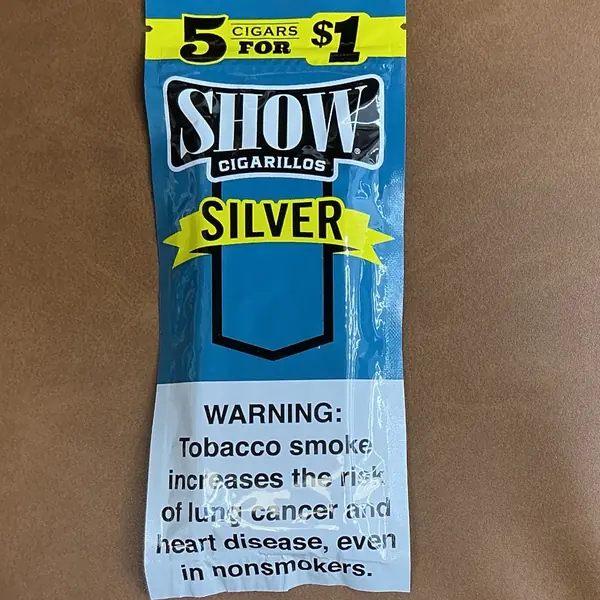 5 CIGARS FOR $1
SHOW®
CIGARILLOS
SILVER
WARNING:
Tobacco smoke
increases the risk
of lung cancer and
heart disease, even
in nonsmokers.